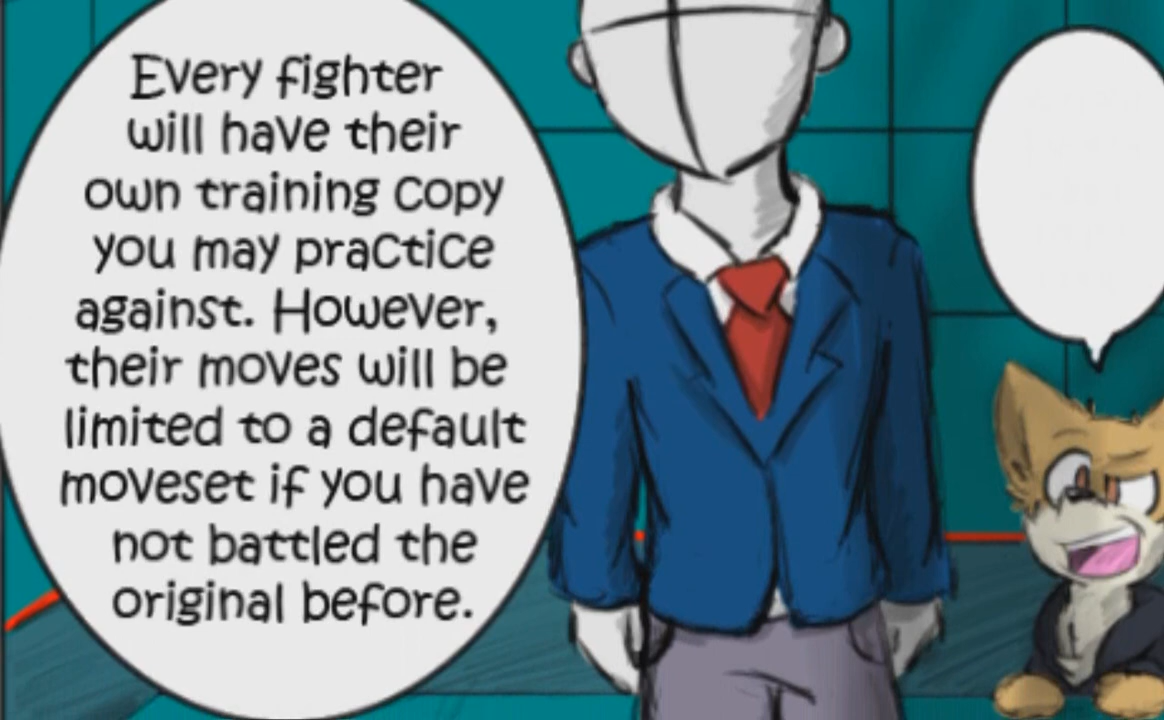 Every fighter
will have their
own training copy
you may practice
against. However,
their moves will be
limited to a default
moveset if you have
not battled the
original before.